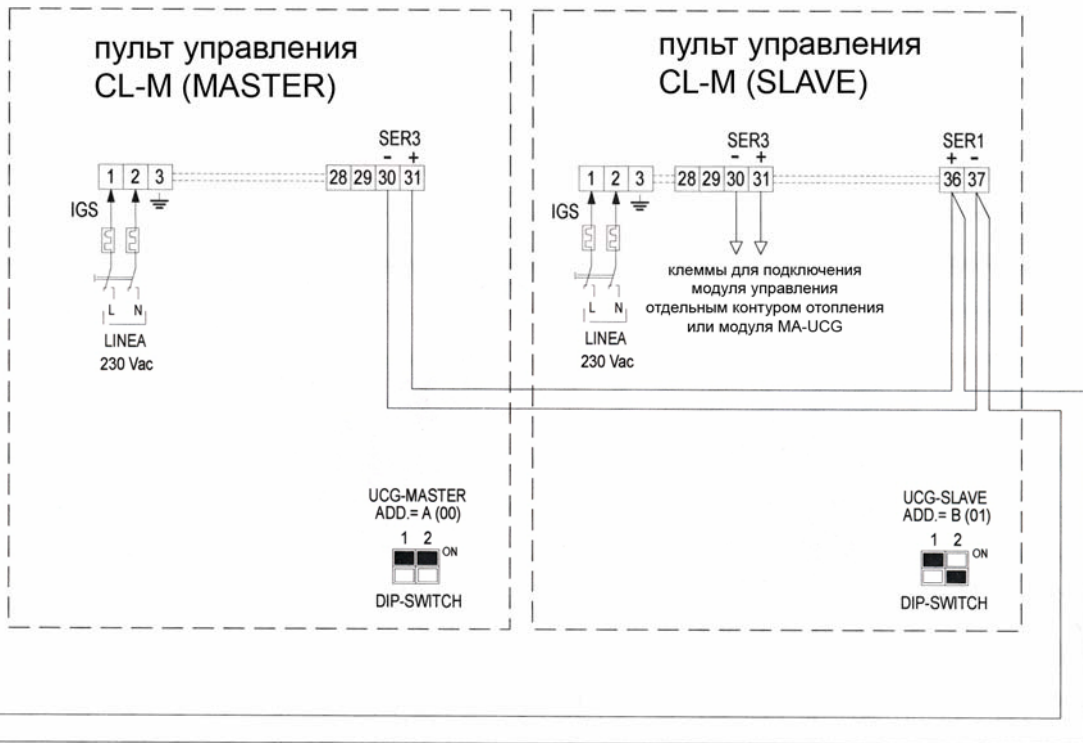 пульт управления
CL-M (MASTER)
SER3
- +
1 2 3
28 29 30 31
IGS
L N
LINEA
230 Vac
UCG-MASTER
ADD.= A (00)
1 2
ON
DIP-SWITCH
пульт управления
CL-M (SLAVE)
SER3
- +
SER1
+ -
1 2 3
28 29 30 31
36 37
IGS
клеммы для подключения
модуля управления
отдельным контуром отопления
или модуля MA-UCG
L N
LINEA
230 Vac
UCG-SLAVE
ADD.= B (01)
1 2
ON
DIP-SWITCH